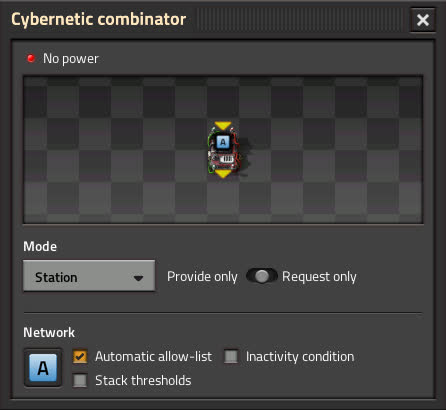 Cybernetic combinator
No power
A
Mode
Station
Provide only
Request only
Network
A
Automatic allow-list
Inactivity condition
Stack thresholds